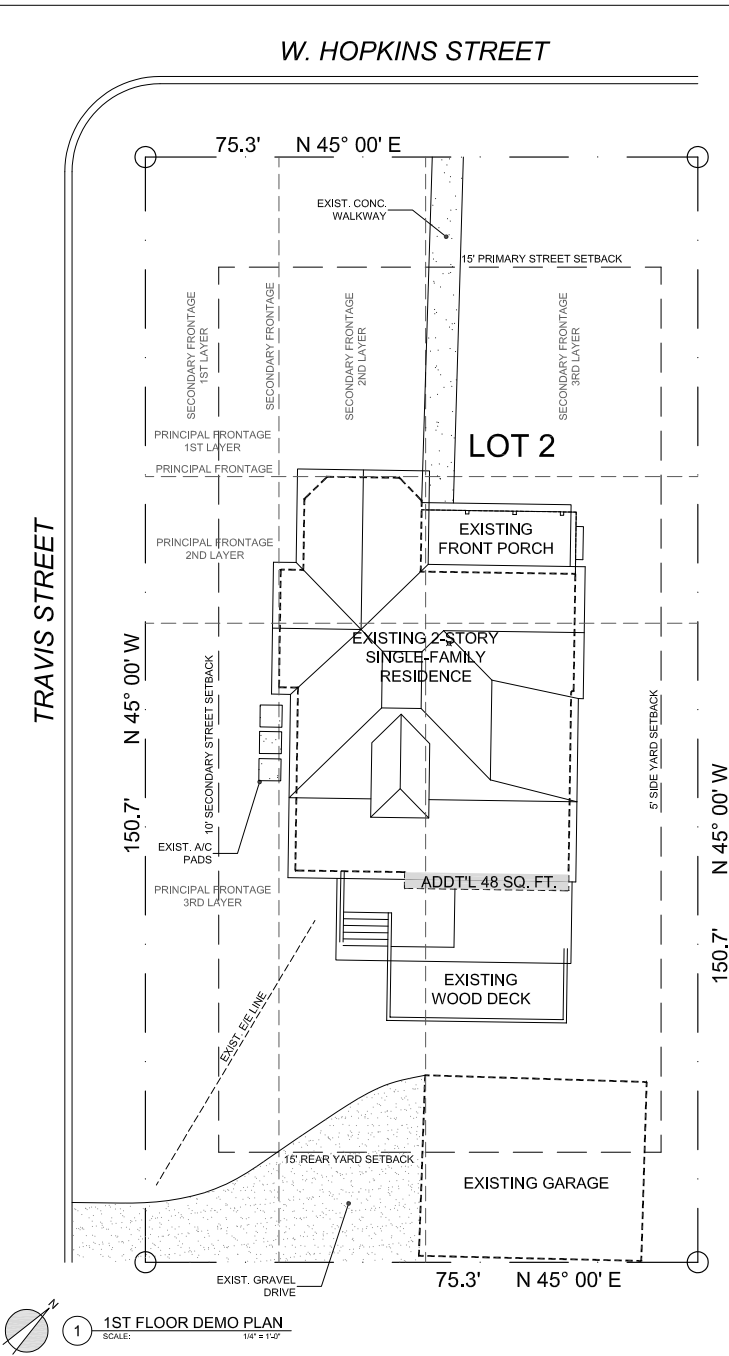 W. HOPKINS STREET
75.3' N 45° 00' E
EXIST. CONC.
WALKWAY
15' PRIMARY STREET SETBACK
SECONDARY FRONTAGE
1ST LAYER
SECONDARY FRONTAGE
SECONDARY FRONTAGE
2ND LAYER
SECONDARY FRONTAGE
3RD LAYER
PRINCIPAL FRONTAGE
1ST LAYER
LOT 2
PRINCIPAL FRONTAGE
EXISTING
FRONT PORCH
PRINCIPAL FRONTAGE
2ND LAYER
TRAVIS STREET
EXISTING 2-STORY
SINGLE-FAMILY
RESIDENCE
150.7' N 45° 00' W
10' SECONDARY STREET SETBACK
5' SIDE YARD SETBACK
150.7' N 45° 00' W
EXIST. A/C
PADS
PRINCIPAL FRONTAGE
3RD LAYER
ADDT'L 48 SQ. FT.
EXISTING
WOOD DECK
EXIST. E/E LINE
15' REAR YARD SETBACK
EXISTING GARAGE
EXIST. GRAVEL
DRIVE
75.3' N 45° 00' E
N
1 1ST FLOOR DEMO PLAN
SCALE: 1/4" = 1'-0"